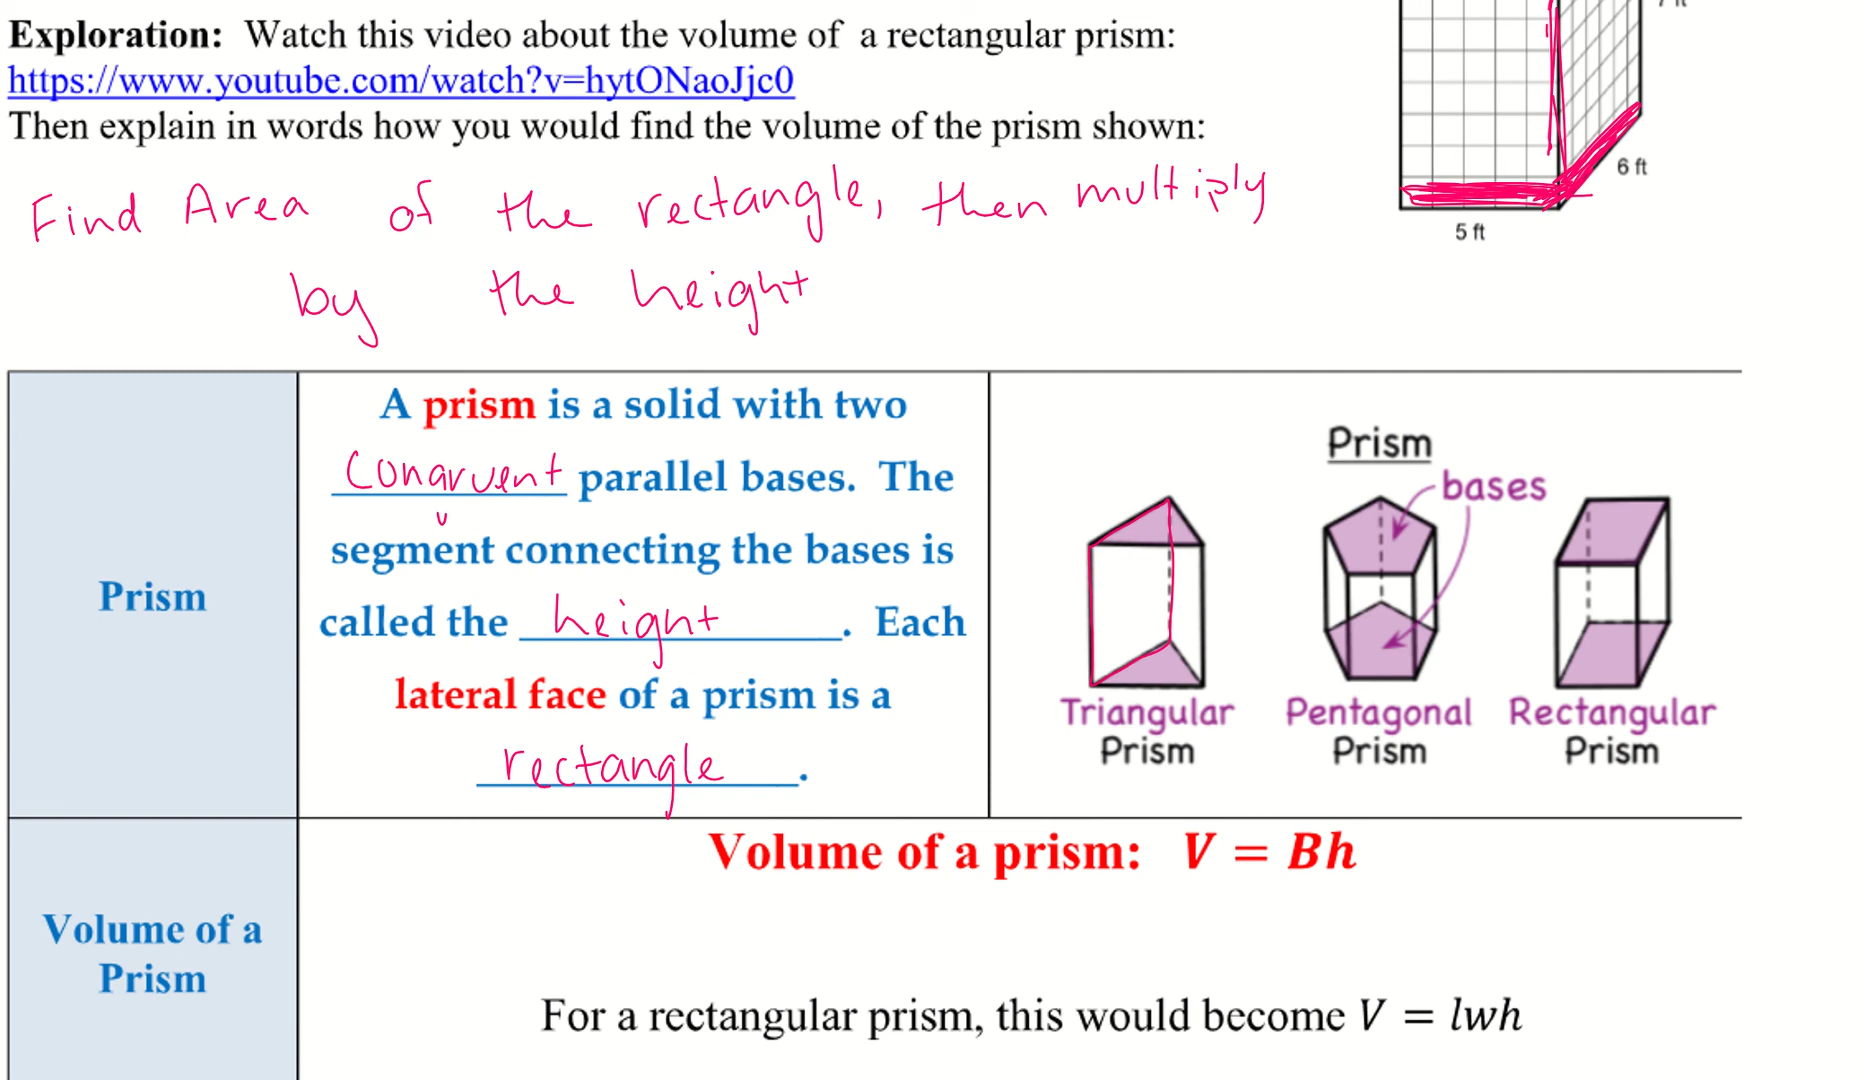 Exploration: Watch this video about the volume of a rectangular prism:
https://www.youtube.com/watch?v=hytONaoJjc0
Then explain in words how you would find the volume of the prism shown:
Find Area of the rectangle, then multiply
by the height
6 ft
5 ft
Prism
A prism is a solid with two
Congruent parallel bases. The
segment connecting the bases is
called the height. Each
lateral face of a prism is a
rectangle.
Prism
bases
Triangular Prism
Pentagonal Prism
Rectangular Prism
Volume of a
Prism
Volume of a prism: V = Bh
For a rectangular prism, this would become V = lwh